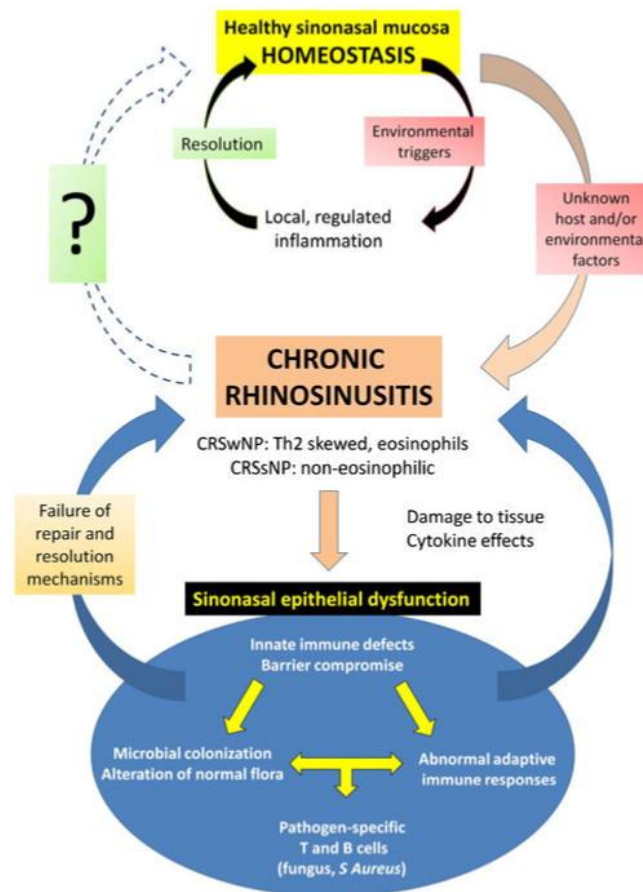 Healthy sinonasal mucosa
HOMEOSTASIS
Resolution
Environmental
triggers
Local, regulated
inflammation
?
Unknown
host and/or
environmental
factors
CHRONIC
RHINOSINUSITIS
CRSwNP: Th2 skewed, eosinophils
CRSsNP: non-eosinophilic
Failure of
repair and
resolution
mechanisms
Damage to tissue
Cytokine effects
Sinonasal epithelial dysfunction
Innate immune defects
Barrier compromise
Microbial colonization
Alteration of normal flora
Abnormal adaptive
immune responses
Pathogen-specific
T and B cells
(fungus, S Aureus)